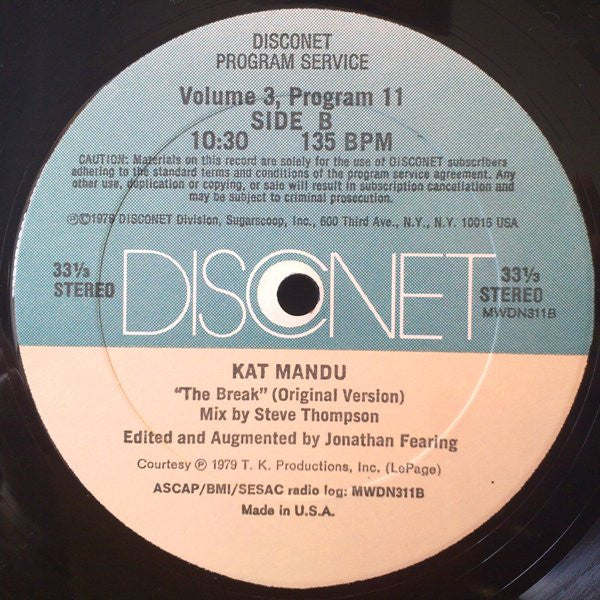 DISCONET
PROGRAM SERVICE
Volume 3, Program 11
SIDE B
10:30 135 BPM
CAUTION: Materials on this record are solely for the use of DISCONET subscribers
adhering to the standard terms and conditions of the program service agreement. Any
other use, duplication or copying, or sale will result in subscription cancellation and
may be subject to criminal prosecution.
℗©1979 DISCONET Division, Sugarscoop, Inc., 600 Third Ave., N.Y., N.Y. 10016 USA
33⅓ DISCONET 33⅓
STEREO STEREO
MWDN311B
KAT MANDU
"The Break" (Original Version)
Mix by Steve Thompson
Edited and Augmented by Jonathan Fearing
Courtesy ℗ 1979 T. K. Productions, Inc. (LePage)
ASCAP/BMI/SESAC radio log: MWDN311B
Made in U.S.A.